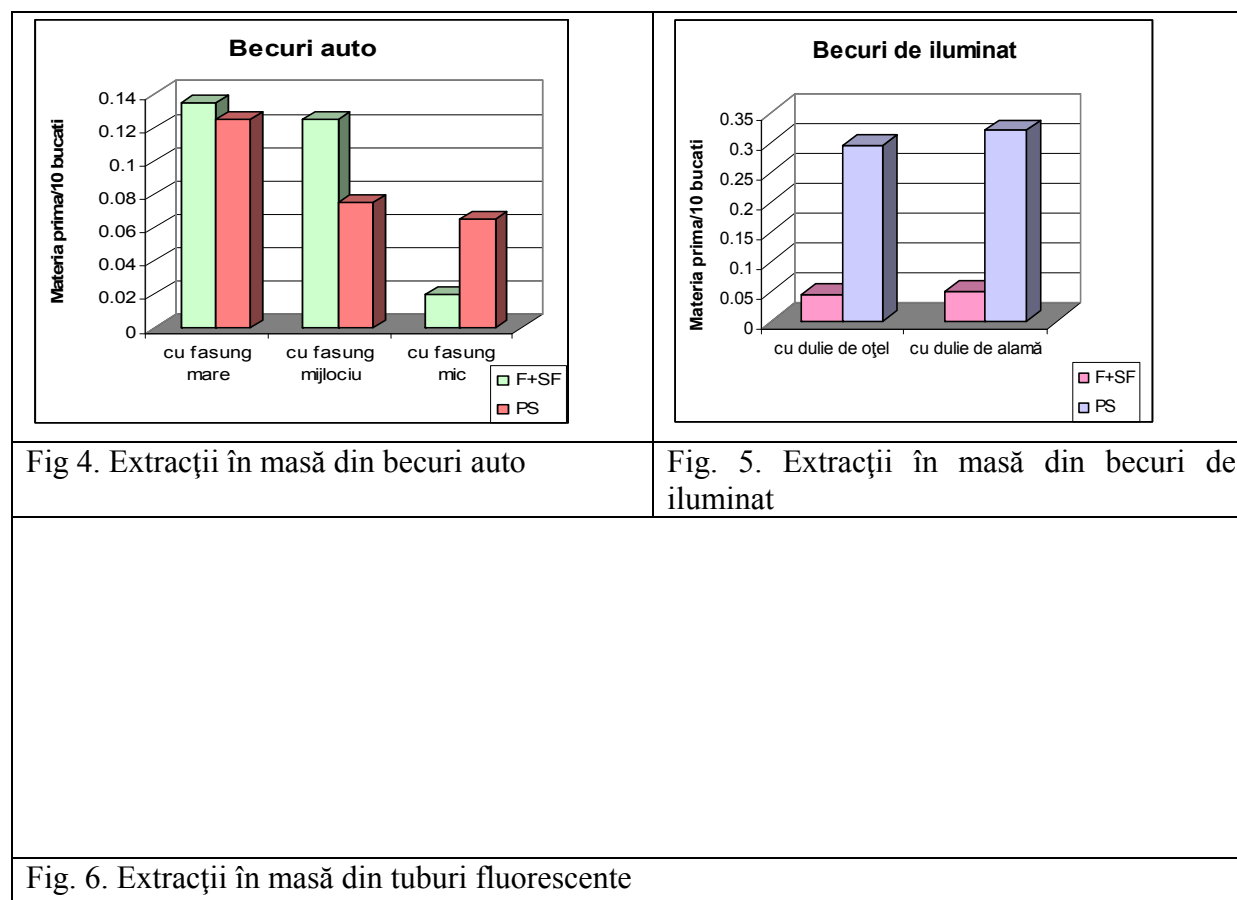 Becuri auto
Materia prima/10 bucati
0.14
0.12
0.1
0.08
0.06
0.04
0.02
0
cu fasung
mare
cu fasung
mijlociu
cu fasung
mic
F+SF
PS
Becuri de iluminat
Materia prima/10 bucati
0.35
0.3
0.25
0.2
0.15
0.1
0.05
0
cu dulie de oţel
cu dulie de alamă
F+SF
PS
Fig 4. Extracţii în masă din becuri auto
Fig. 5. Extracţii în masă din becuri de
iluminat
Fig. 6. Extracţii în masă din tuburi fluorescente